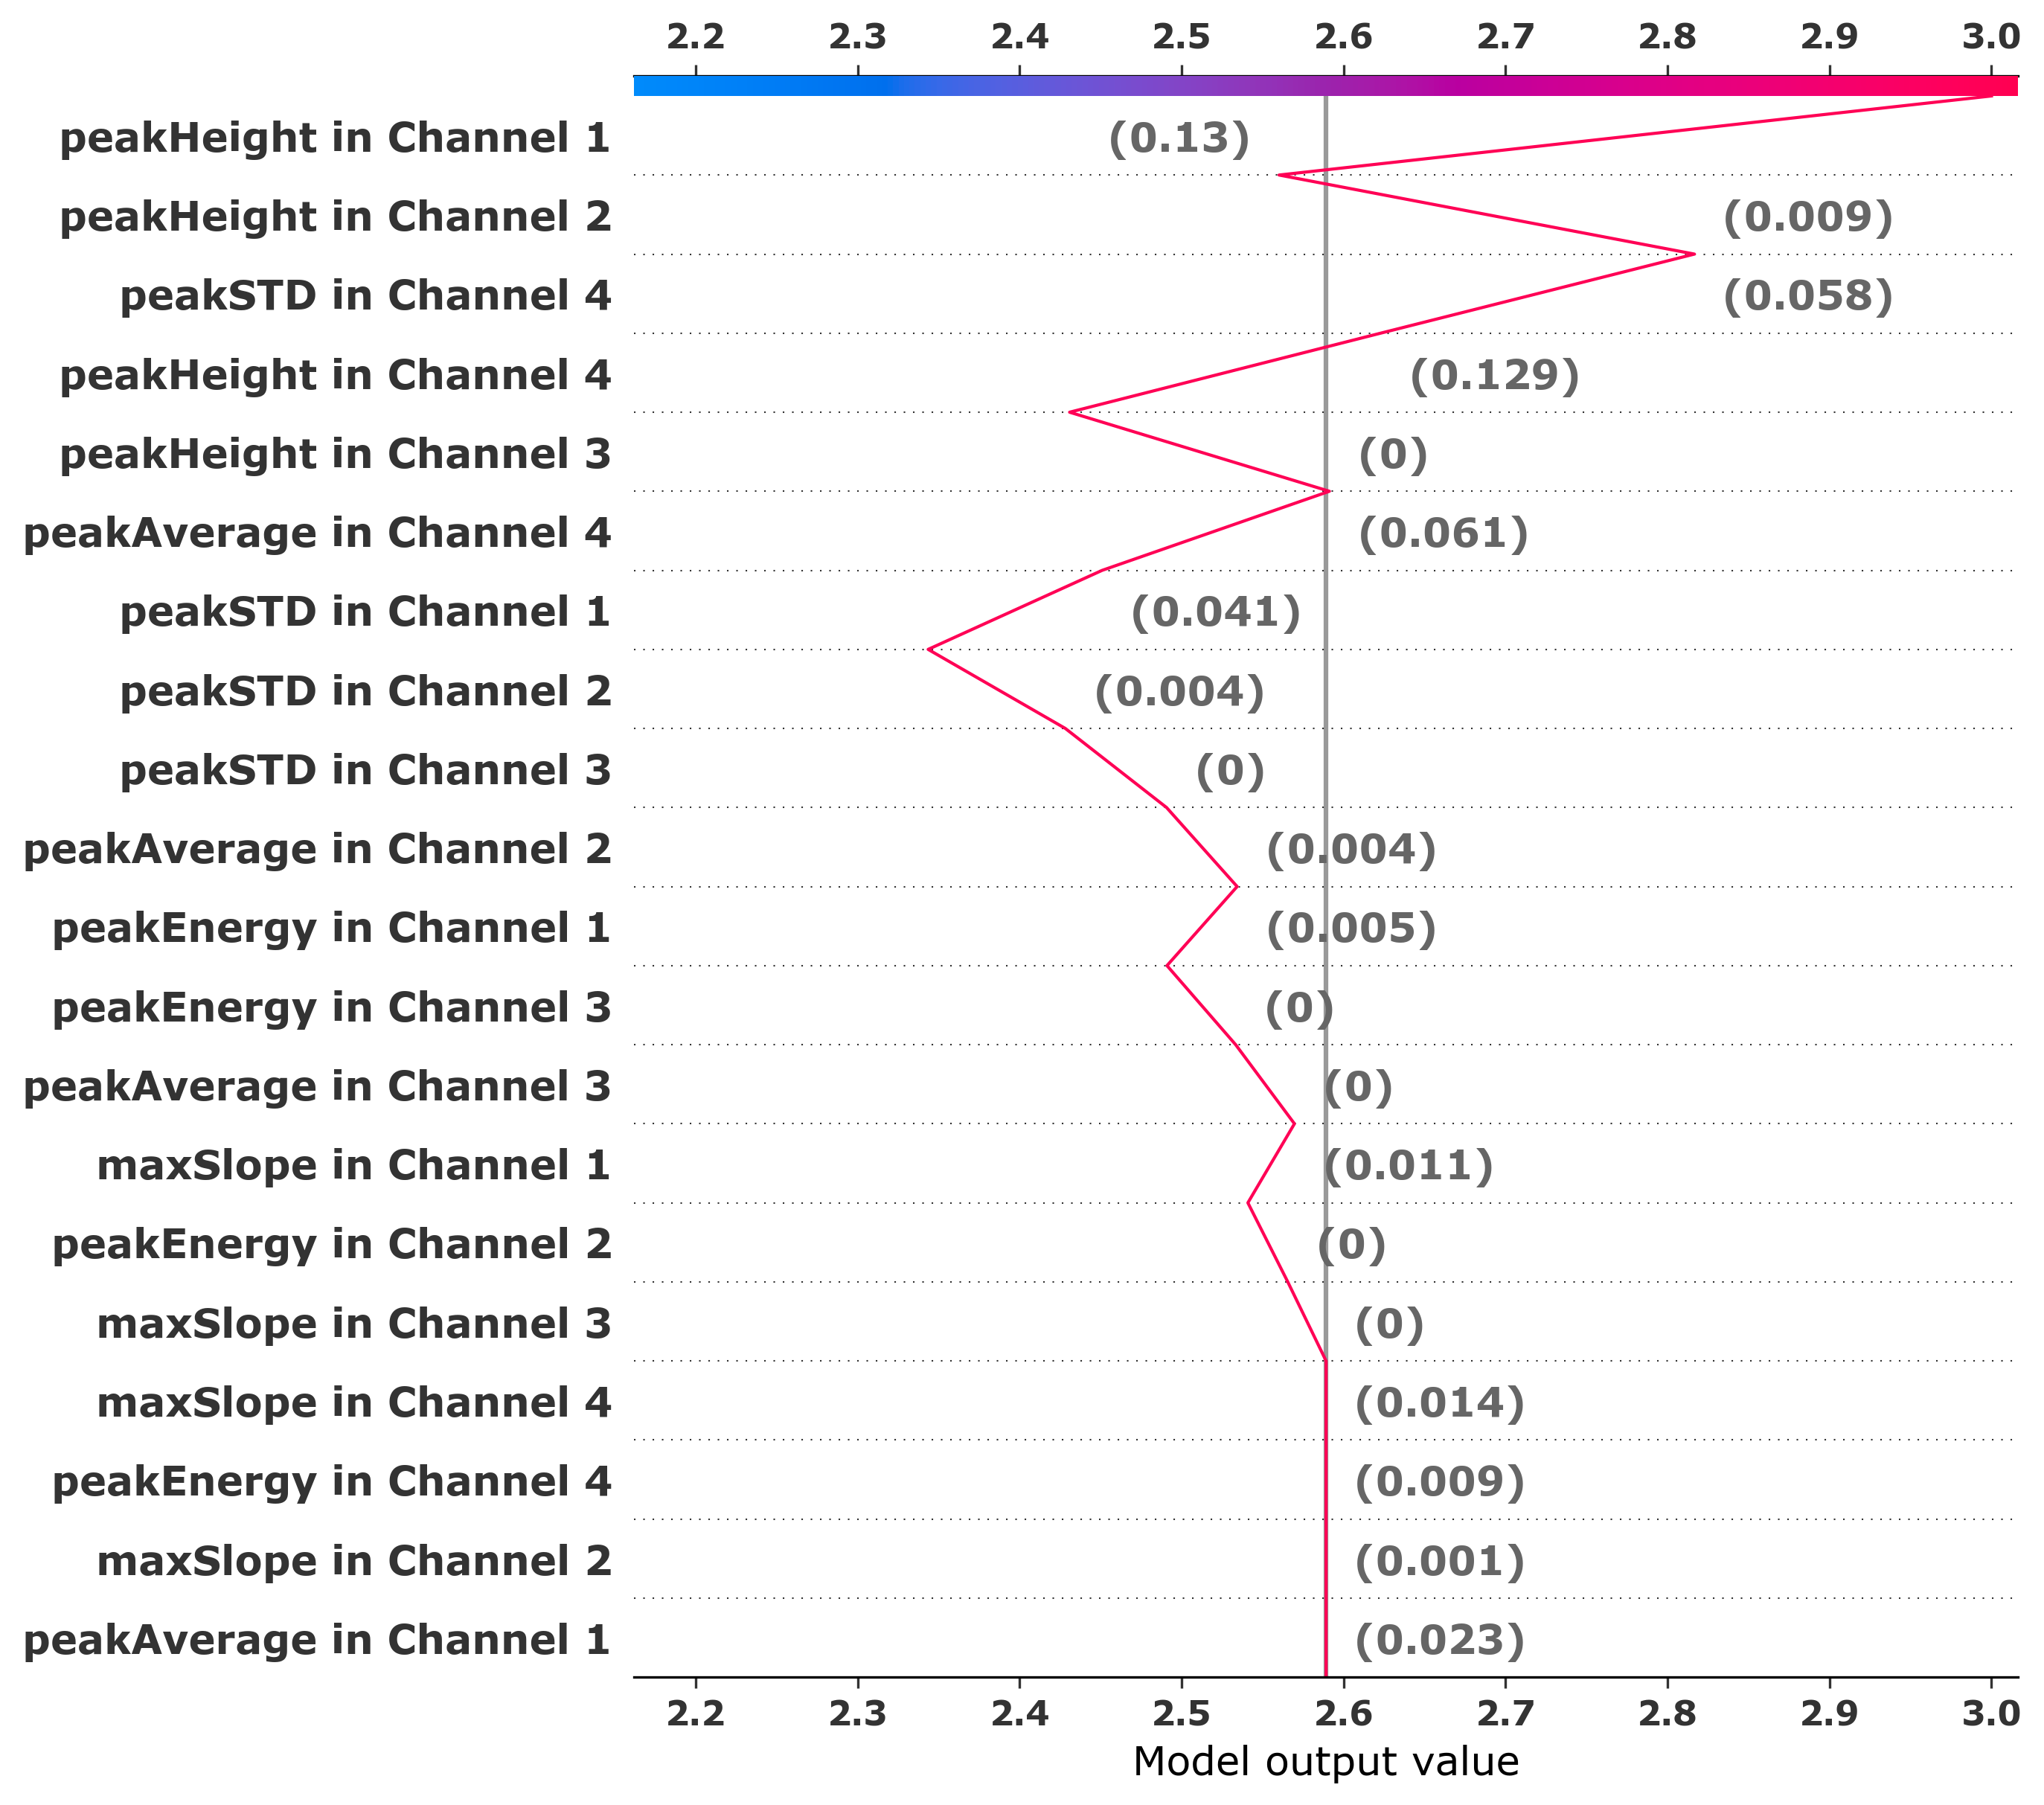 2.2 2.3 2.4 2.5 2.6 2.7 2.8 2.9 3.0
peakHeight in Channel 1 (0.13)
peakHeight in Channel 2 (0.009)
peakSTD in Channel 4 (0.058)
peakHeight in Channel 4 (0.129)
peakHeight in Channel 3 (0)
peakAverage in Channel 4 (0.061)
peakSTD in Channel 1 (0.041)
peakSTD in Channel 2 (0.004)
peakSTD in Channel 3 (0)
peakAverage in Channel 2 (0.004)
peakEnergy in Channel 1 (0.005)
peakEnergy in Channel 3 (0)
peakAverage in Channel 3 (0)
maxSlope in Channel 1 (0.011)
peakEnergy in Channel 2 (0)
maxSlope in Channel 3 (0)
maxSlope in Channel 4 (0.014)
peakEnergy in Channel 4 (0.009)
maxSlope in Channel 2 (0.001)
peakAverage in Channel 1 (0.023)
2.2 2.3 2.4 2.5 2.6 2.7 2.8 2.9 3.0
Model output value